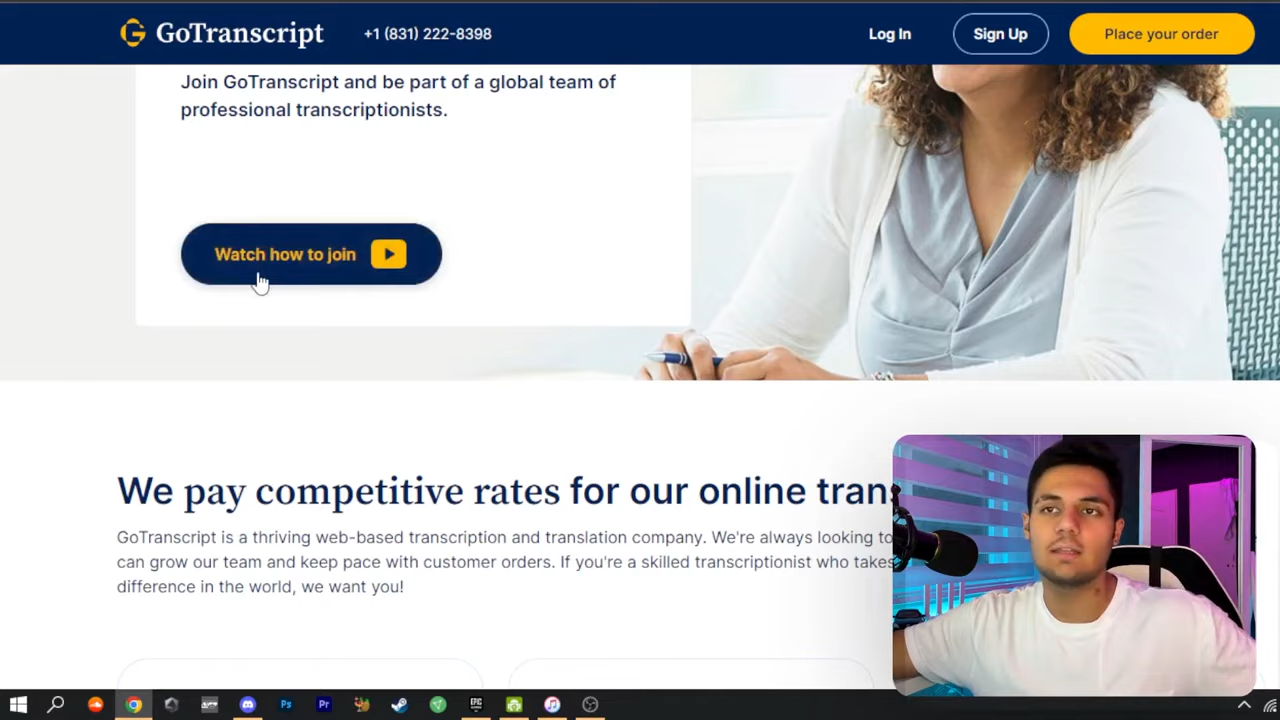 GoTranscript
+1 (831) 222-8398
Log In
Sign Up
Place your order
Join GoTranscript and be part of a global team of
professional transcriptionists.
Watch how to join
We pay competitive rates for our online
GoTranscript is a thriving web-based transcription and translation company. We're always looking to
can grow our team and keep pace with customer orders. If you're a skilled transcriptionist who takes
difference in the world, we want you!
Ps
Pr
EPIC